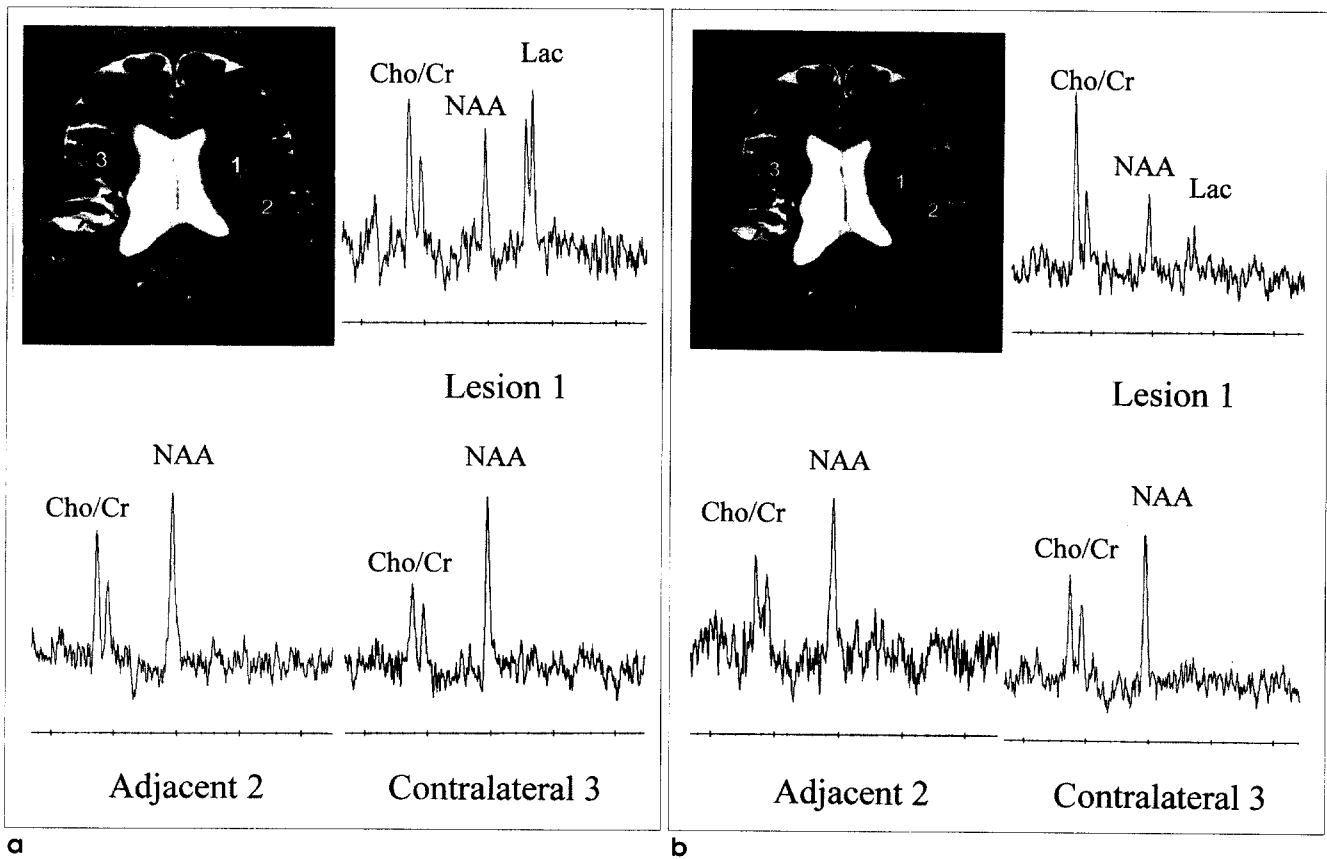 Cho/Cr
NAA
Lac
3
1
2
Lesion 1
Cho/Cr
NAA
Adjacent 2
Cho/Cr
NAA
Contralateral 3
a
Cho/Cr
NAA
Lac
3
1
2
Lesion 1
Cho/Cr
NAA
Adjacent 2
Cho/Cr
NAA
Contralateral 3
b